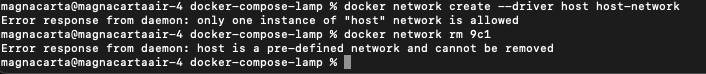 magnacarta@magnacartaair-4 docker-compose-lamp % docker network create --driver host host-network
Error response from daemon: only one instance of "host" network is allowed
magnacarta@magnacartaair-4 docker-compose-lamp % docker network rm 9c1
Error response from daemon: host is a pre-defined network and cannot be removed
magnacarta@magnacartaair-4 docker-compose-lamp %